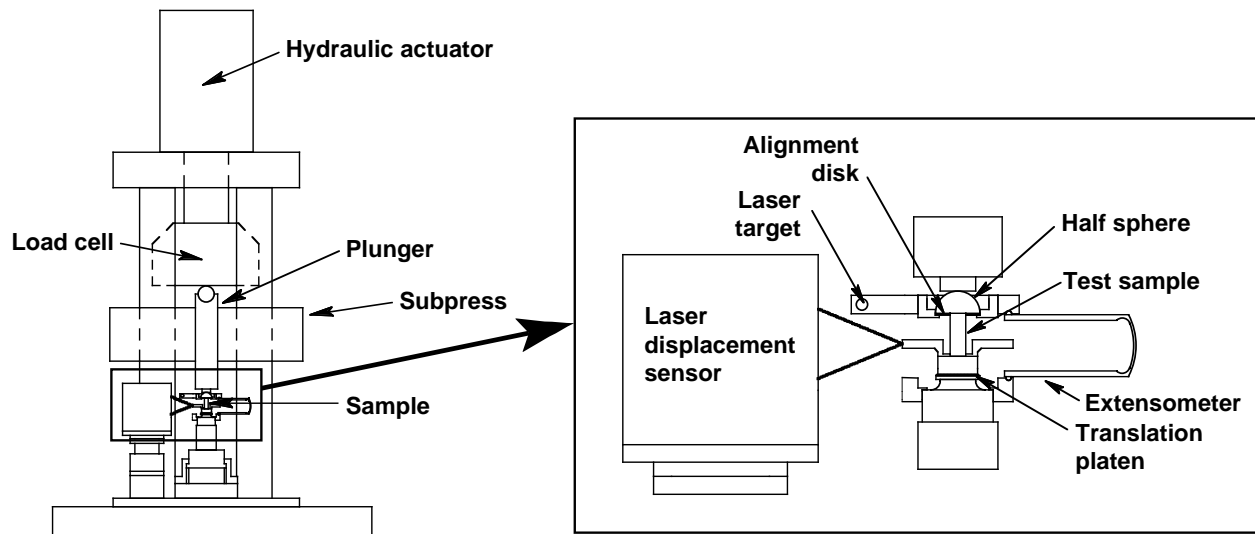 Hydraulic actuator
Load cell
Plunger
Subpress
Sample
Alignment
disk
Laser
target
Half sphere
Test sample
Laser
displacement
sensor
Extensometer
Translation
platen